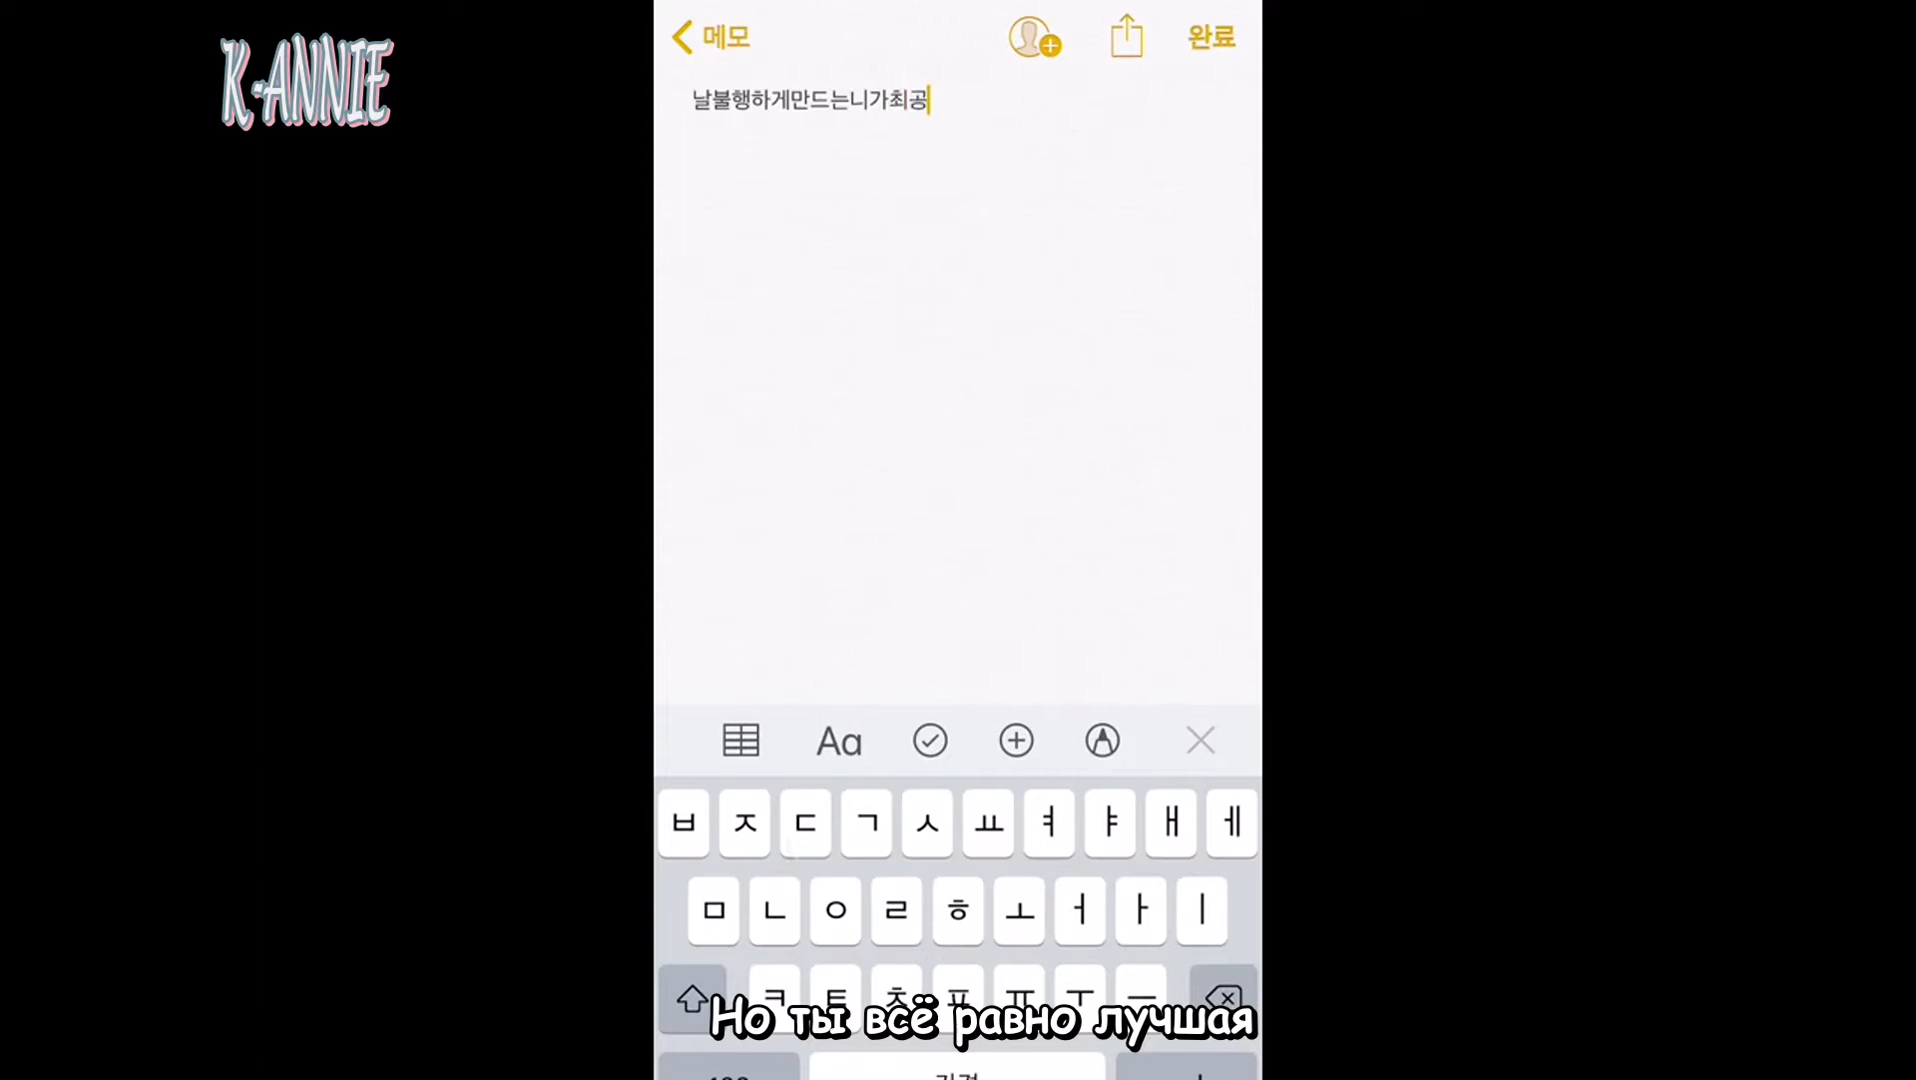 K-ANNIE
메모
완료
날불행하게만드는니가최공
Aa
ㅂ ㅈ ㄷ ㄱ ㅅ ㅛ ㅕ ㅑ ㅐ ㅔ
ㅁ ㄴ ㅇ ㄹ ㅎ ㅗ ㅓ ㅏ ㅣ
ㅋ ㅌ ㅊ ㅍ ㅠ ㅜ ㅡ
Но ты всё равно лучшая